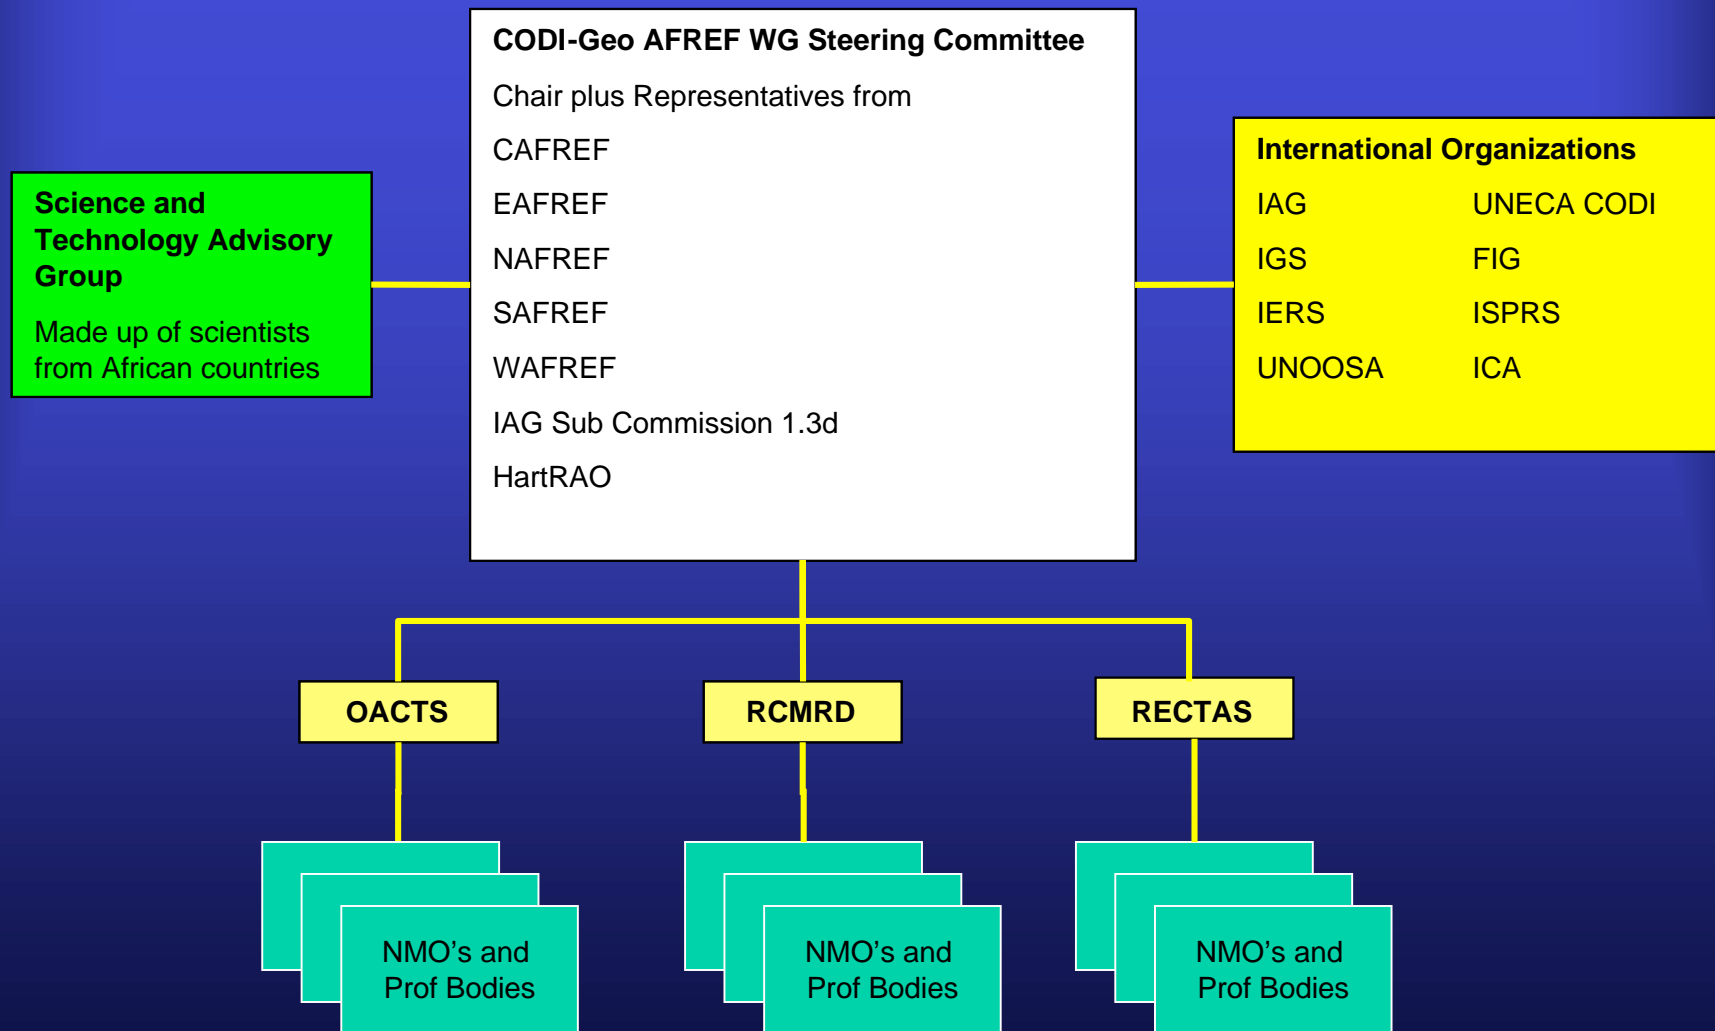 CODI-Geo AFREF WG Steering Committee
Chair plus Representatives from
CAFREF
EAFREF
NAFREF
SAFREF
WAFREF
IAG Sub Commission 1.3d
HartRAO
Science and
Technology Advisory
Group
Made up of scientists
from African countries
International Organizations
IAG UNECA CODI
IGS FIG
IERS ISPRS
UNOOSA ICA
OACTS
RCMRD
RECTAS
NMO’s and
Prof Bodies
NMO’s and
Prof Bodies
NMO’s and
Prof Bodies